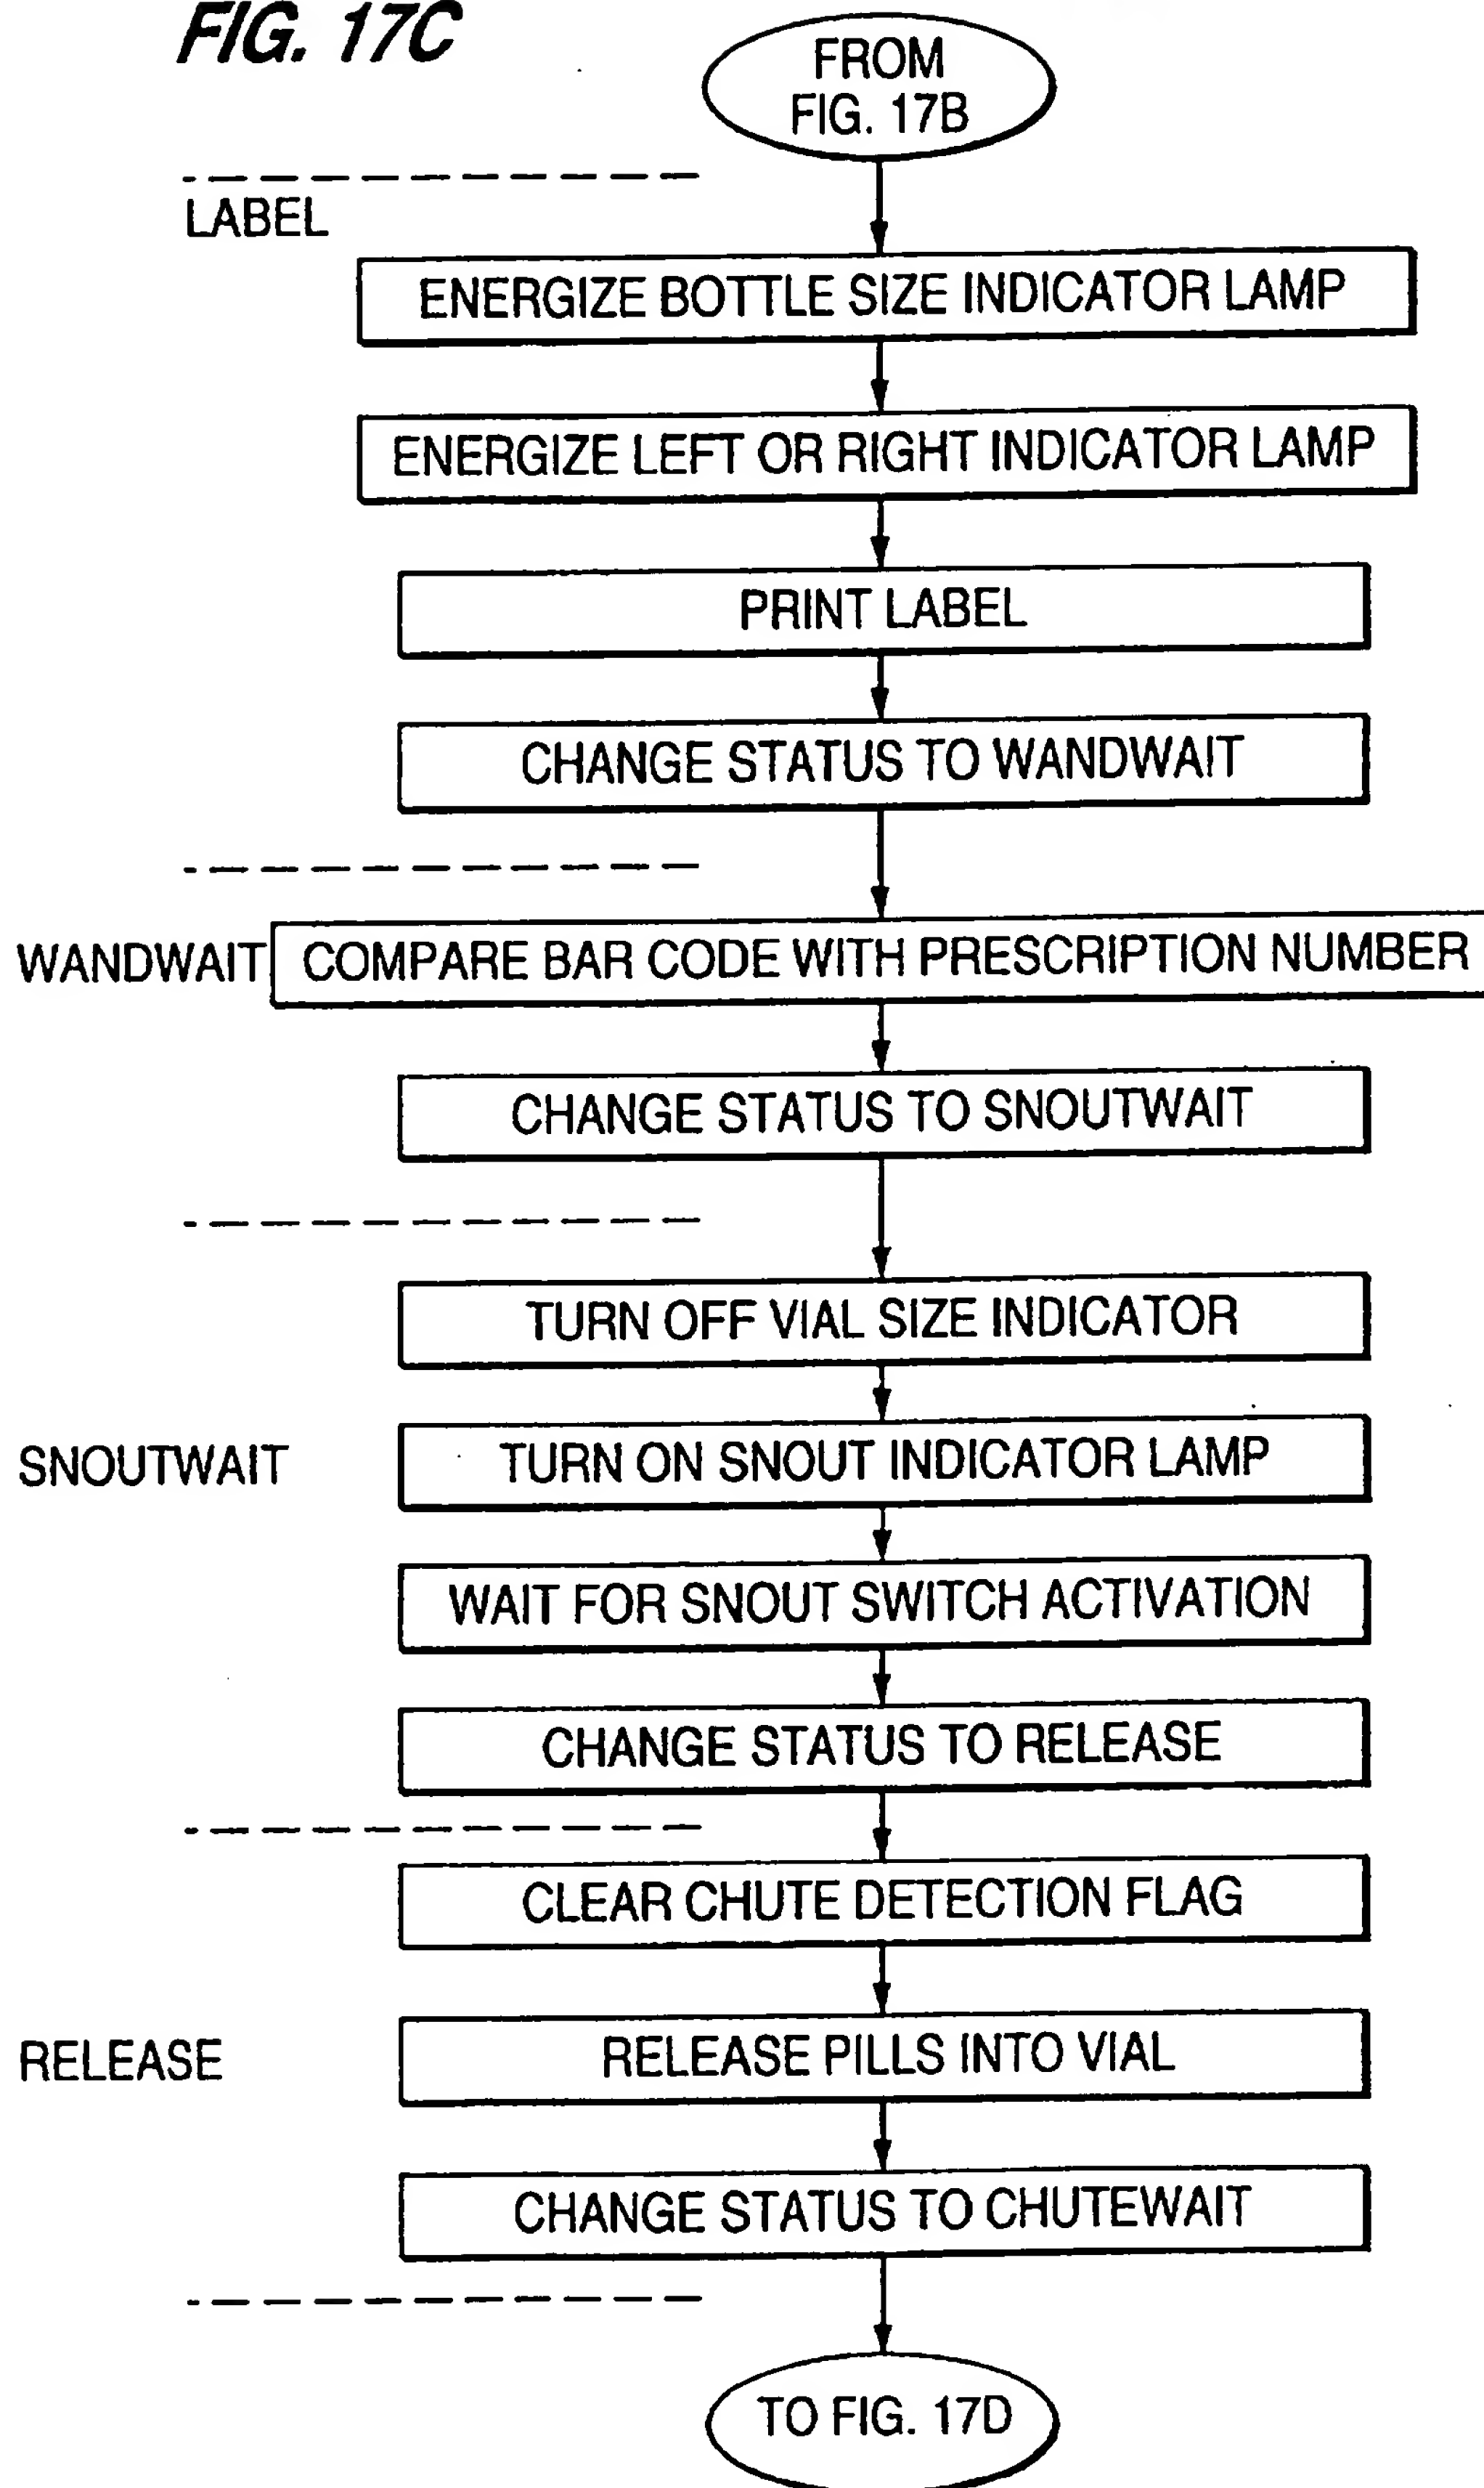 FIG. 17C
FROM
FIG. 17B
LABEL
ENERGIZE BOTTLE SIZE INDICATOR LAMP
ENERGIZE LEFT OR RIGHT INDICATOR LAMP
PRINT LABEL
CHANGE STATUS TO WANDWAIT
WANDWAIT
COMPARE BAR CODE WITH PRESCRIPTION NUMBER
CHANGE STATUS TO SNOUTWAIT
TURN OFF VIAL SIZE INDICATOR
SNOUTWAIT
TURN ON SNOUT INDICATOR LAMP
WAIT FOR SNOUT SWITCH ACTIVATION
CHANGE STATUS TO RELEASE
CLEAR CHUTE DETECTION FLAG
RELEASE
RELEASE PILLS INTO VIAL
CHANGE STATUS TO CHUTEWAIT
TO FIG. 17D